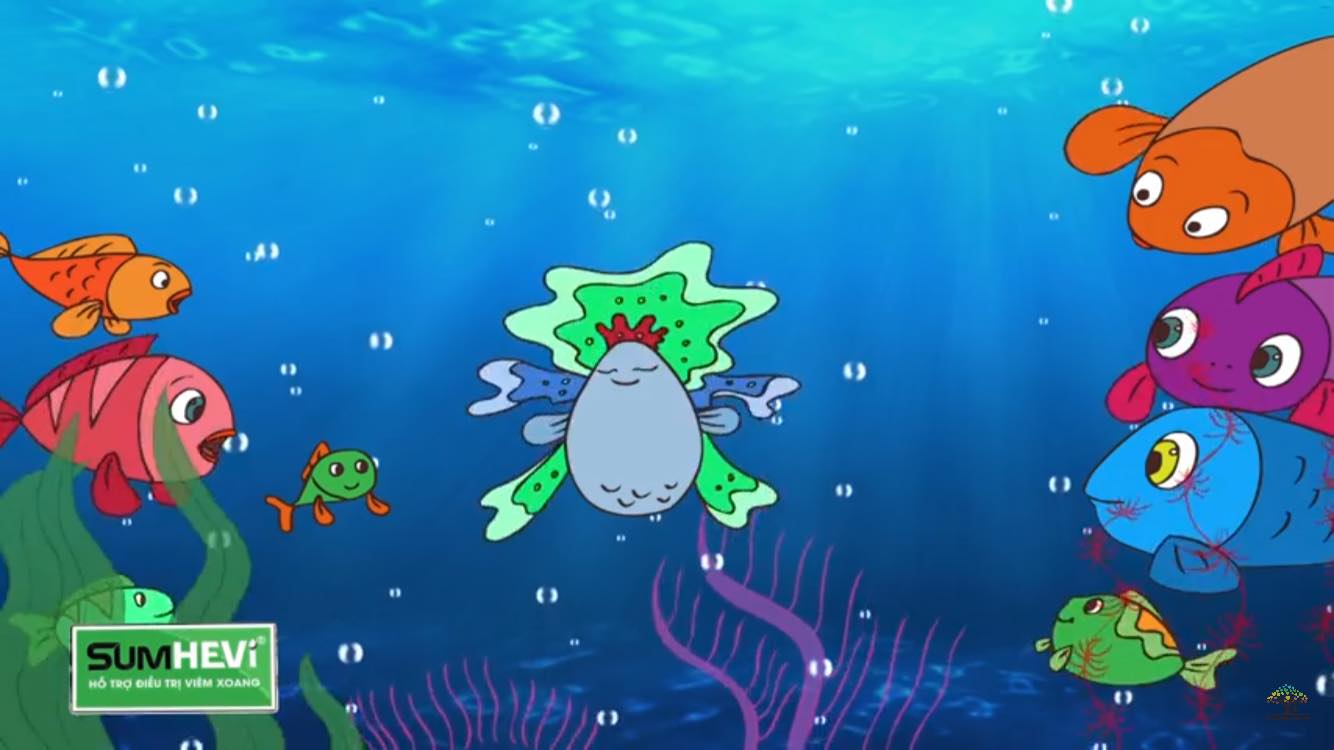 SUMHEVi®
HỖ TRỢ ĐIỀU TRỊ VIÊM XOANG